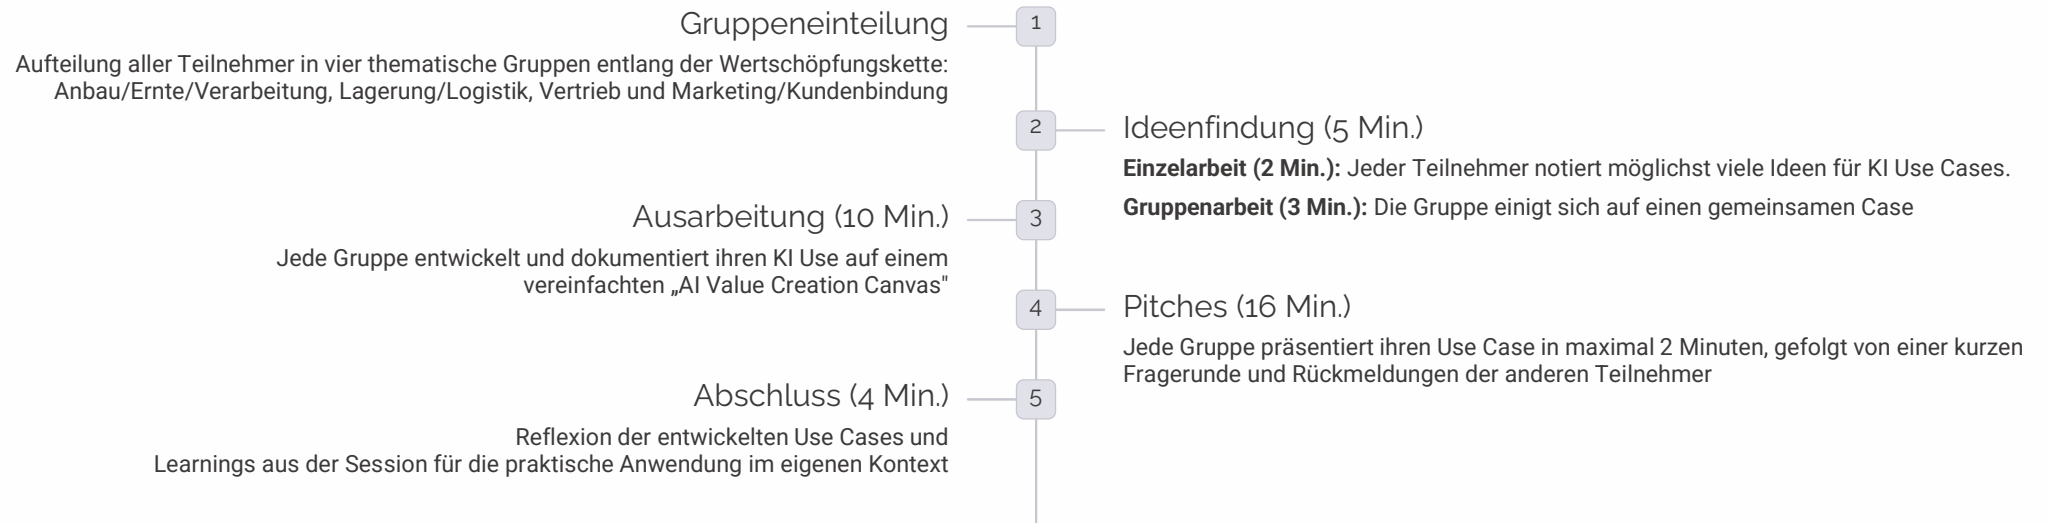 Gruppeneinteilung
1
Aufteilung aller Teilnehmer in vier thematische Gruppen entlang der Wertschöpfungskette:
Anbau/Ernte/Verarbeitung, Lagerung/Logistik, Vertrieb und Marketing/Kundenbindung
2
Ideenfindung (5 Min.)
Einzelarbeit (2 Min.): Jeder Teilnehmer notiert möglichst viele Ideen für KI Use Cases.
Gruppenarbeit (3 Min.): Die Gruppe einigt sich auf einen gemeinsamen Case
Ausarbeitung (10 Min.)
3
Jede Gruppe entwickelt und dokumentiert ihren KI Use auf einem
vereinfachten „AI Value Creation Canvas"
4
Pitches (16 Min.)
Jede Gruppe präsentiert ihren Use Case in maximal 2 Minuten, gefolgt von einer kurzen
Fragerunde und Rückmeldungen der anderen Teilnehmer
Abschluss (4 Min.)
5
Reflexion der entwickelten Use Cases und
Learnings aus der Session für die praktische Anwendung im eigenen Kontext